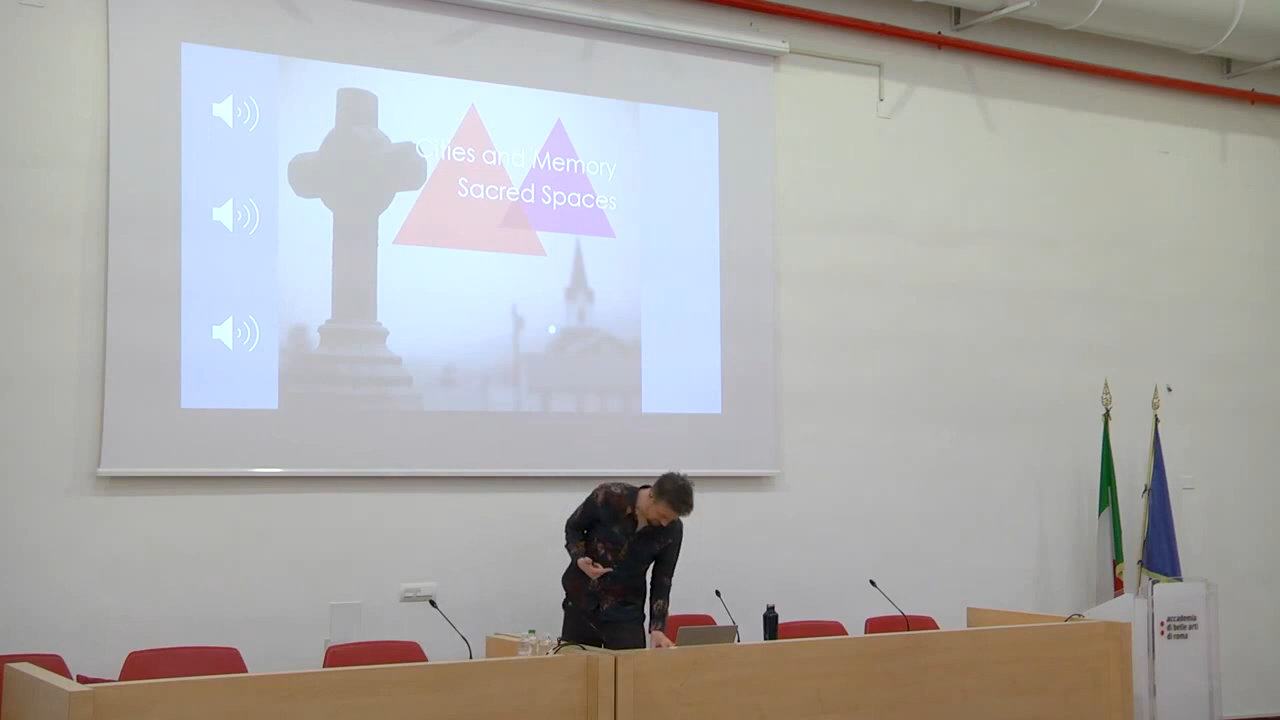 Cities and Memory
Sacred Spaces
accademia
di belle arti
di roma